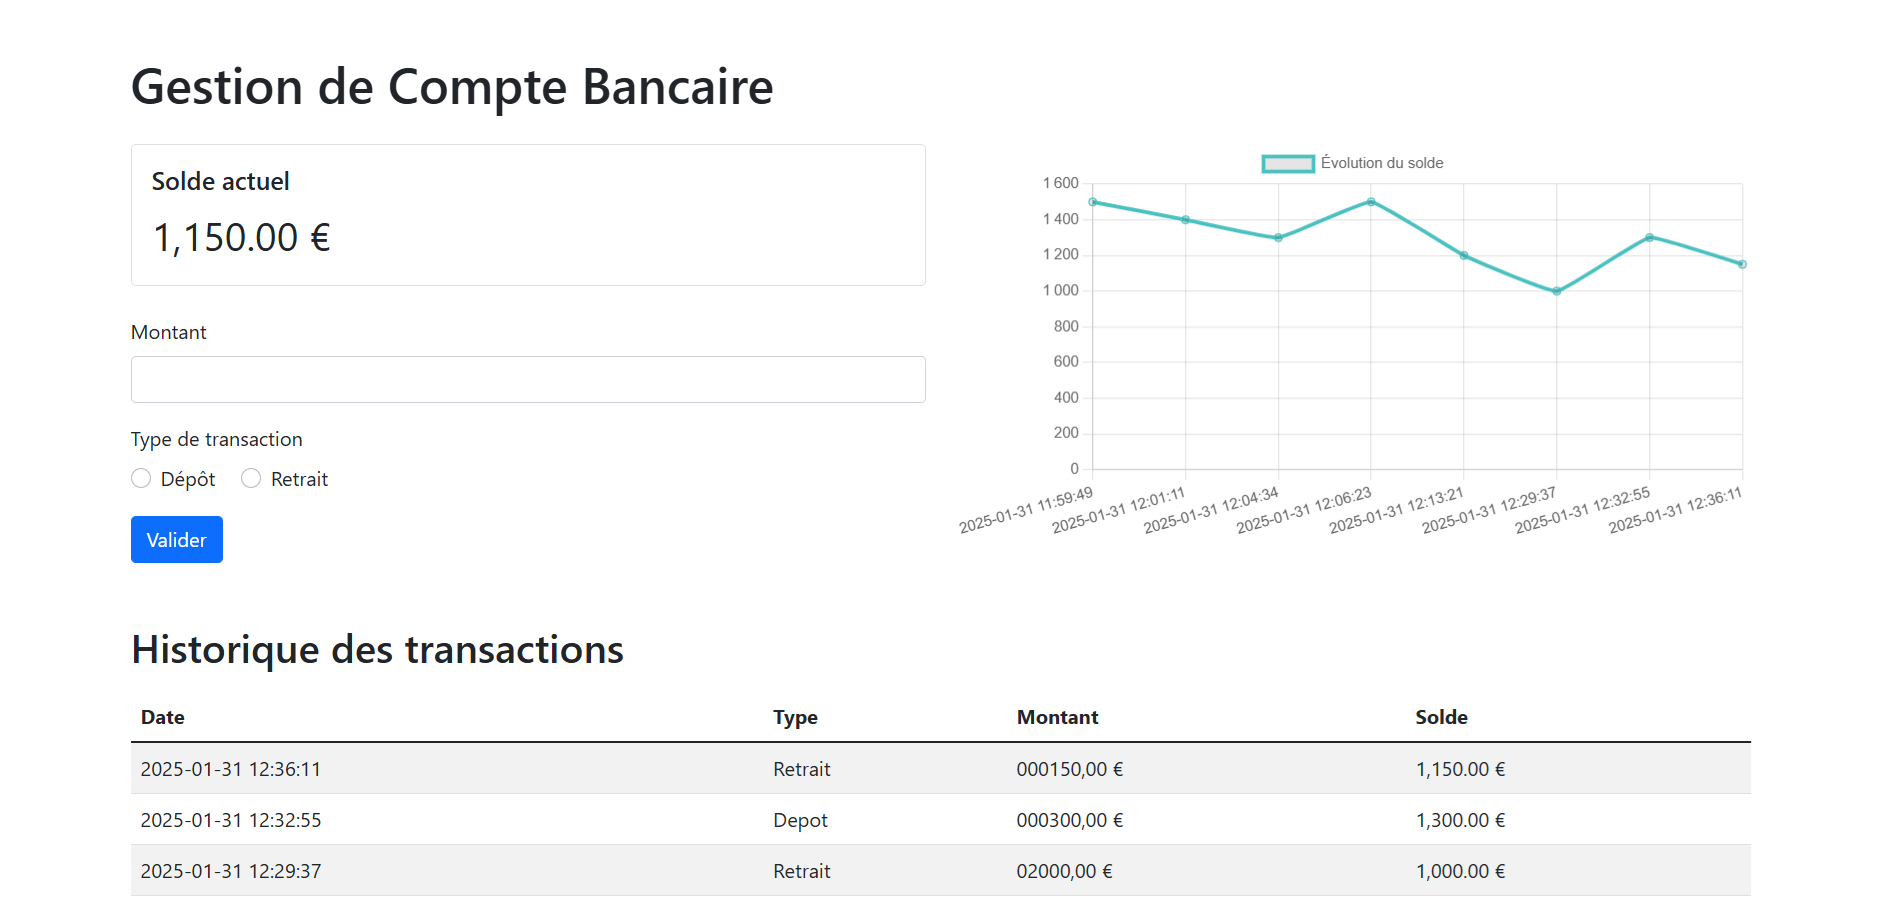 Gestion de Compte Bancaire
Solde actuel
1,150.00 €
Montant
Type de transaction
Dépôt Retrait
Valider
Évolution du solde
1 600
1 400
1 200
1 000
800
600
400
200
0
2025-01-31 11:59:49
2025-01-31 12:01:11
2025-01-31 12:04:34
2025-01-31 12:06:23
2025-01-31 12:13:21
2025-01-31 12:29:37
2025-01-31 12:32:55
2025-01-31 12:36:11
Historique des transactions
Date Type Montant Solde
2025-01-31 12:36:11 Retrait 000150,00 € 1,150.00 €
2025-01-31 12:32:55 Depot 000300,00 € 1,300.00 €
2025-01-31 12:29:37 Retrait 02000,00 € 1,000.00 €